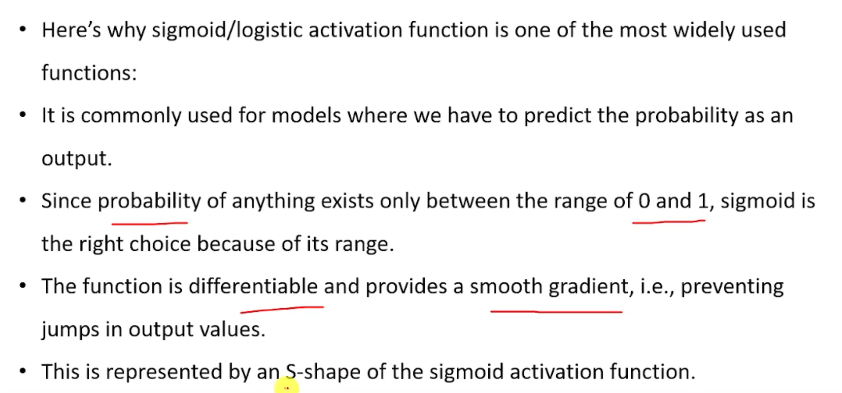 • Here's why sigmoid/logistic activation function is one of the most widely used
functions:
• It is commonly used for models where we have to predict the probability as an
output.
• Since probability of anything exists only between the range of 0 and 1, sigmoid is
the right choice because of its range.
• The function is differentiable and provides a smooth gradient, i.e., preventing
jumps in output values.
• This is represented by an S-shape of the sigmoid activation function.